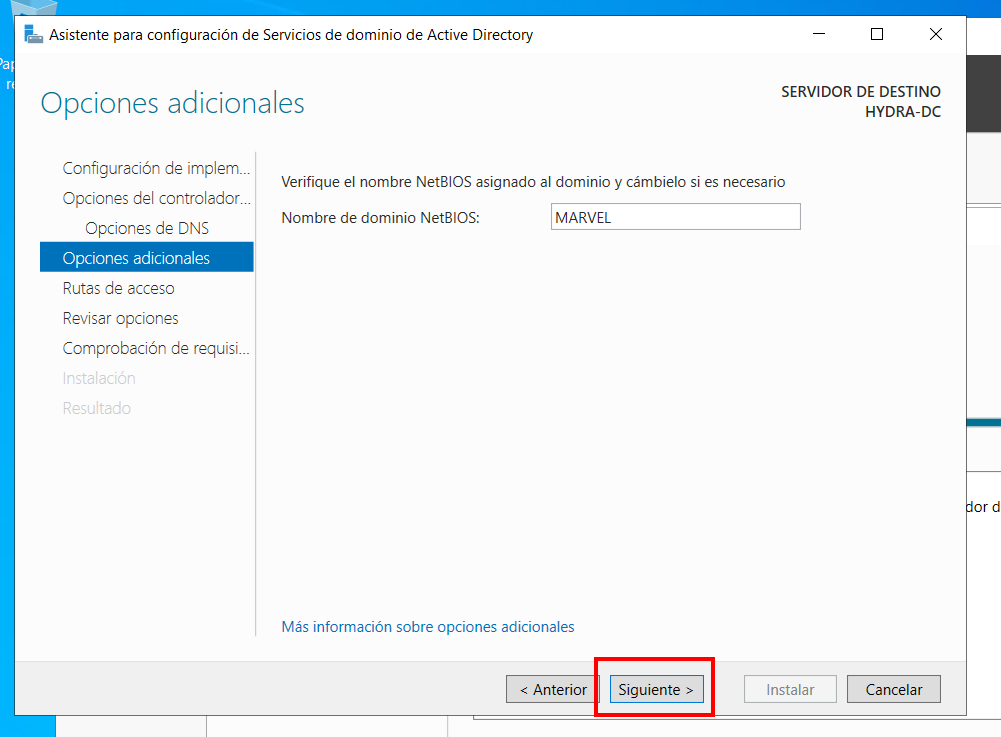 Asistente para configuración de Servicios de dominio de Active Directory
Opciones adicionales
SERVIDOR DE DESTINO
HYDRA-DC
Configuración de implem...
Opciones del controlador...
Opciones de DNS
Opciones adicionales
Rutas de acceso
Revisar opciones
Comprobación de requisi...
Instalación
Resultado
Verifique el nombre NetBIOS asignado al dominio y cámbielo si es necesario
Nombre de dominio NetBIOS: MARVEL
Más información sobre opciones adicionales
< Anterior Siguiente > Instalar Cancelar